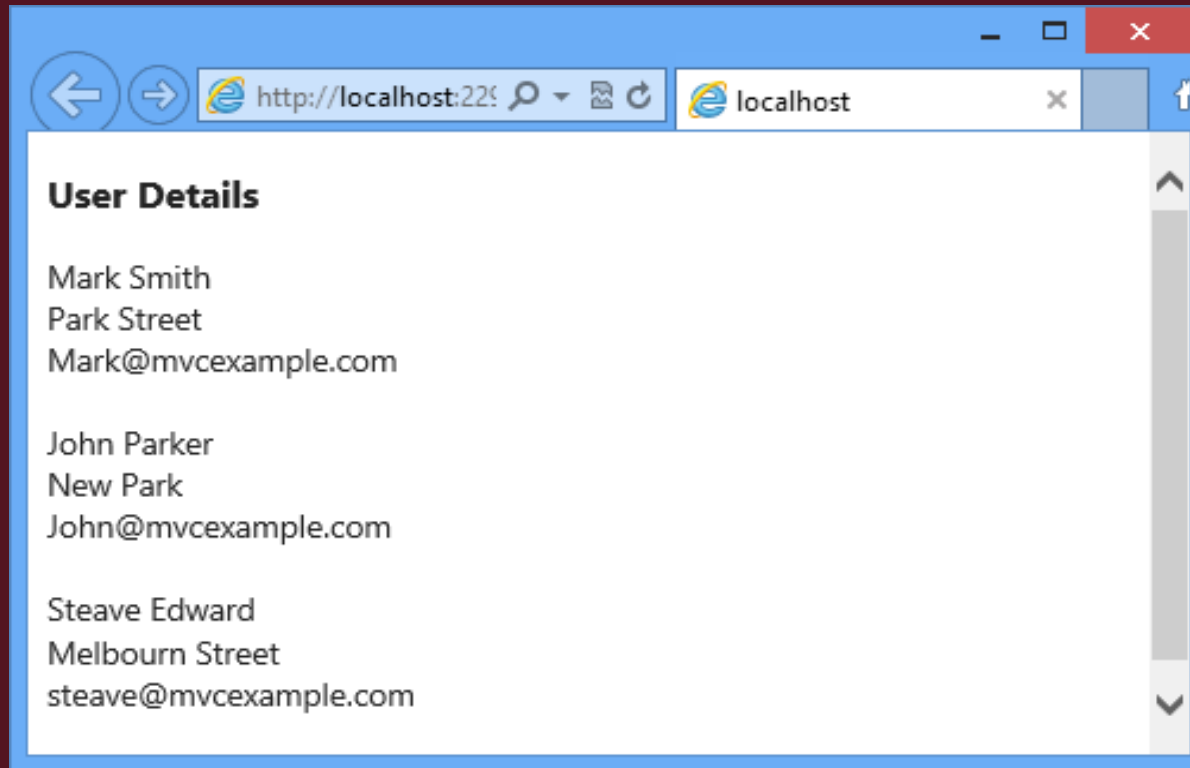 http://localhost:229
localhost
User Details
Mark Smith
Park Street
Mark@mvcexample.com
John Parker
New Park
John@mvcexample.com
Steave Edward
Melbourn Street
steave@mvcexample.com